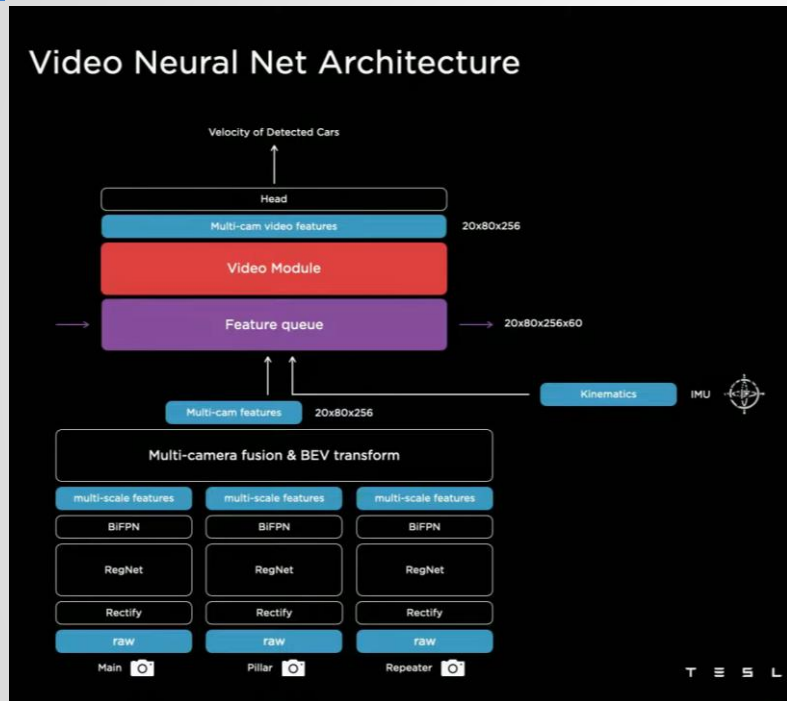 Video Neural Net Architecture
Velocity of Detected Cars
Head
Multi-cam video features 20x80x256
Video Module
Feature queue 20x80x256x60
Kinematics IMU
Multi-cam features 20x80x256
Multi-camera fusion & BEV transform
multi-scale features multi-scale features multi-scale features
BiFPN BiFPN BiFPN
RegNet RegNet RegNet
Rectify Rectify Rectify
raw raw raw
Main Pillar Repeater
T E S L